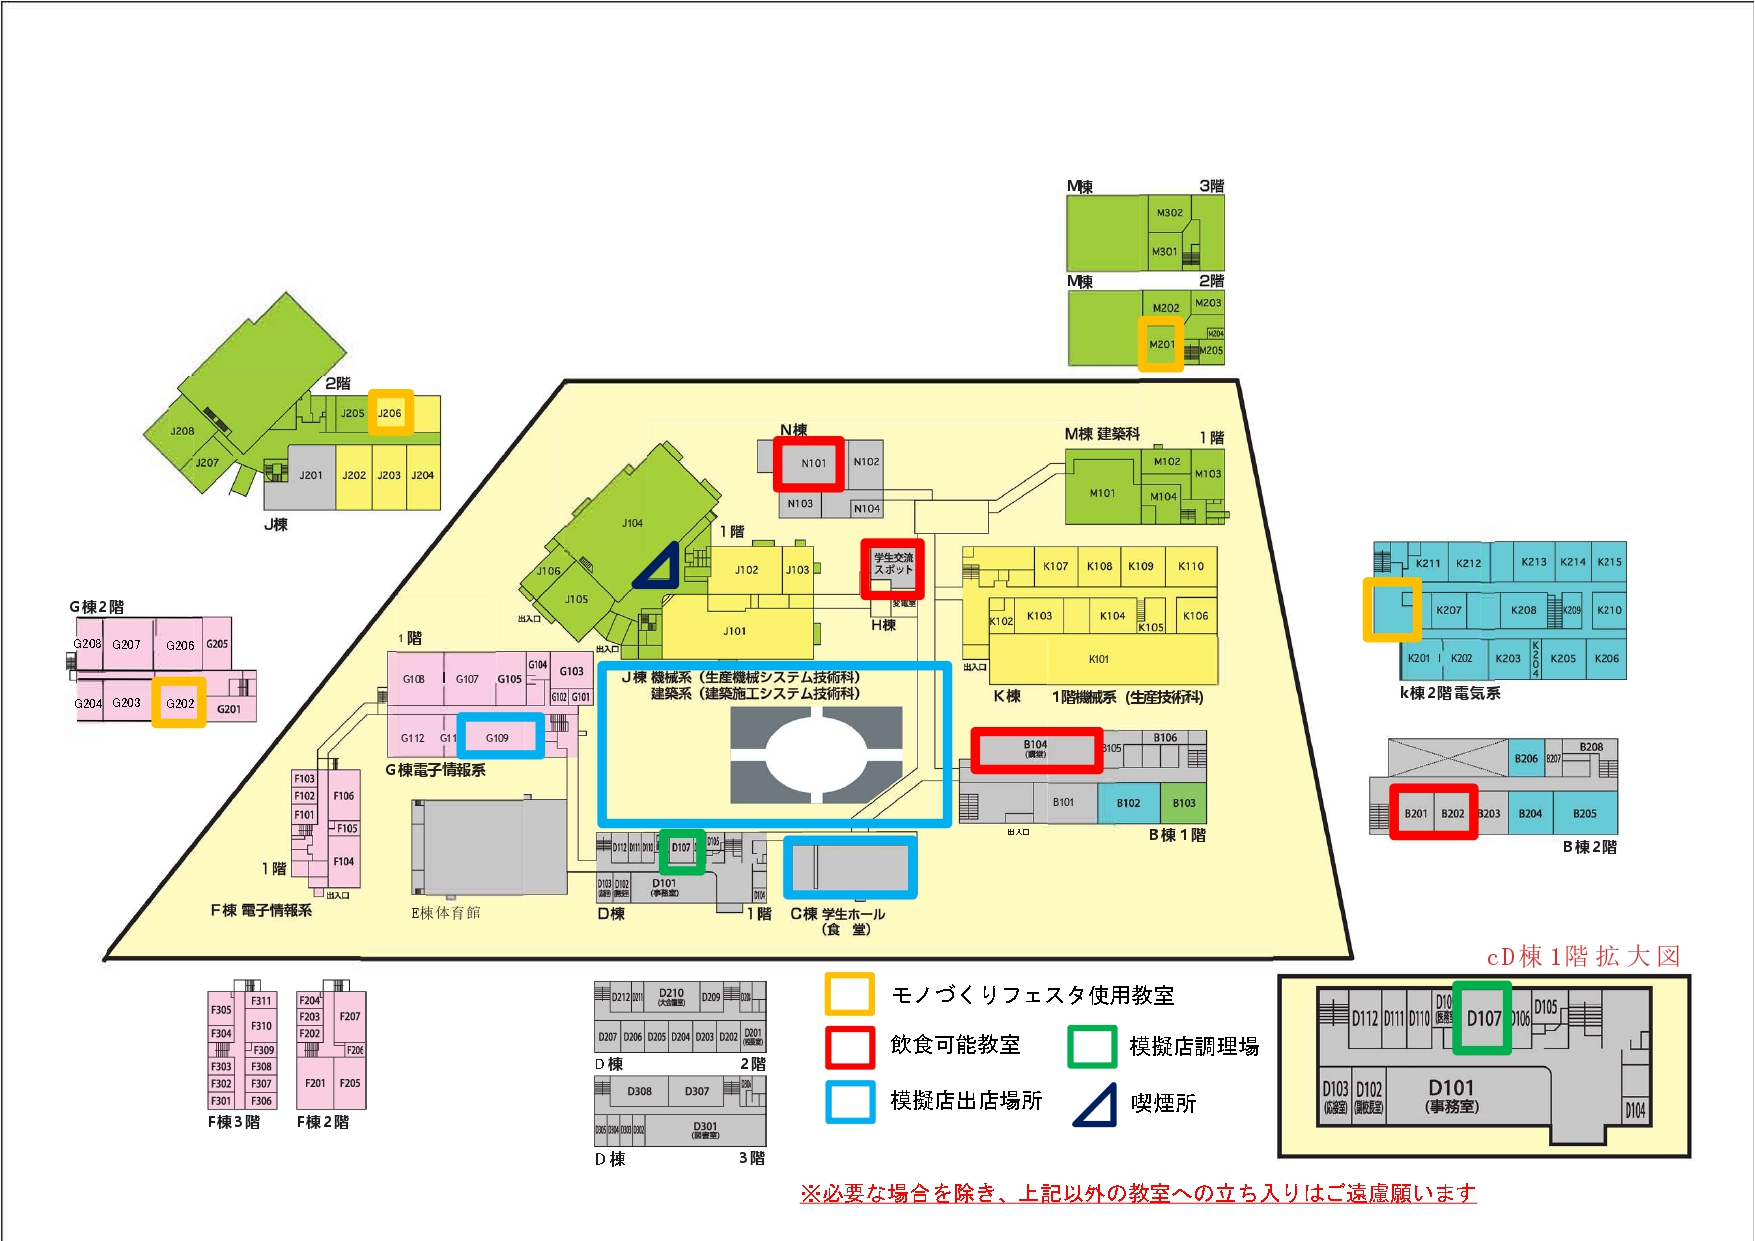 M棟 3階
M302
M301
M棟 2階
M202 M203
M204
M201 M205
2階
J205 J206
J208
J207
J201 J202 J203 J204
J棟
N棟
N101 N102
N103 N104
M棟 建築科 1階
M102
M103
M101 M104
J104
1階
J102 J103
J106
J105
J101
出入口
出入口
学生交流
スポット
変電室
H棟
K107 K108 K109 K110
K102 K103 K104 K105 K106
K101
出入口
K棟 1階機械系 (生産技術科)
K211 K212 K213 K214 K215
K207 K208 K209 K210
K201 K202 K203 K204 K205 K206
k棟2階電気系
G棟2階
G208 G207 G206 G205
G204 G203 G202 G201
1階
G108 G107 G105 G104 G103
G102 G101
G112 G11 G109
G棟電子情報系
J棟 機械系 (生産機械システム技術科)
建築系 (建築施工システム技術科)
B104
(講堂)
B105 B106
B101 B102 B103
出入口
B棟1階
B206 B207 B208
B201 B202 B203 B204 B205
B棟2階
F103
F102 F106
F101
F105
F104
1階
出入口
F棟 電子情報系
E棟体育館
D112 D111 D110 D107 D105
D103 D102 D101
(事務室)
D104
D棟 1階
C棟 学生ホール
(食 堂)
F311
F305 F310
F304
F309
F303 F308
F302 F307
F301 F306
F棟3階
F204
F203 F207
F202
F206
F201 F205
F棟2階
D212 D211 D210 D209
(大会議室)
D207 D206 D205 D204 D203 D202 D201
(校長室)
D棟 2階
D308 D307 D306
D305 D304 D303 D302 D301
(図書室)
D棟 3階
モノづくりフェスタ使用教室
飲食可能教室 模擬店調理場
模擬店出店場所 喫煙所
cD棟1階拡大図
D112 D111 D110 D107 D106 D105
D103 D102 D101
(応接室) (副校長室) (事務室)
D104
※必要な場合を除き、上記以外の教室への立ち入りはご遠慮願います